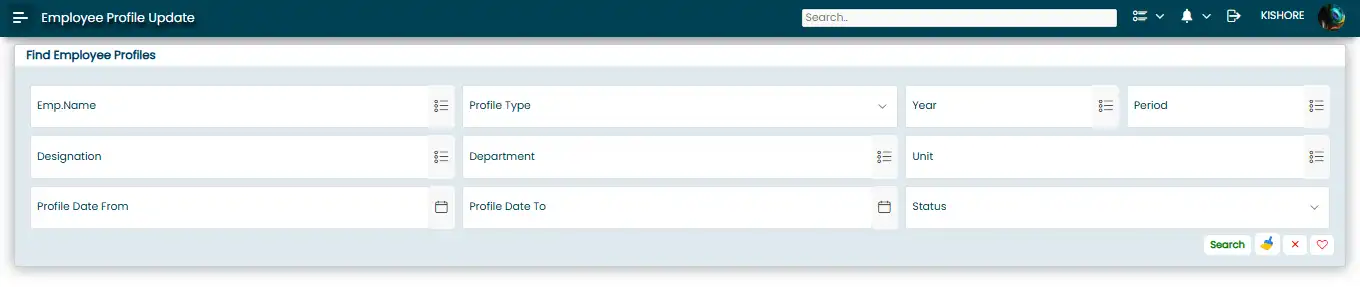 Employee Profile Update Search.. KISHORE
Find Employee Profiles
Emp.Name Profile Type Year Period
Designation Department Unit
Profile Date From Profile Date To Status
Search